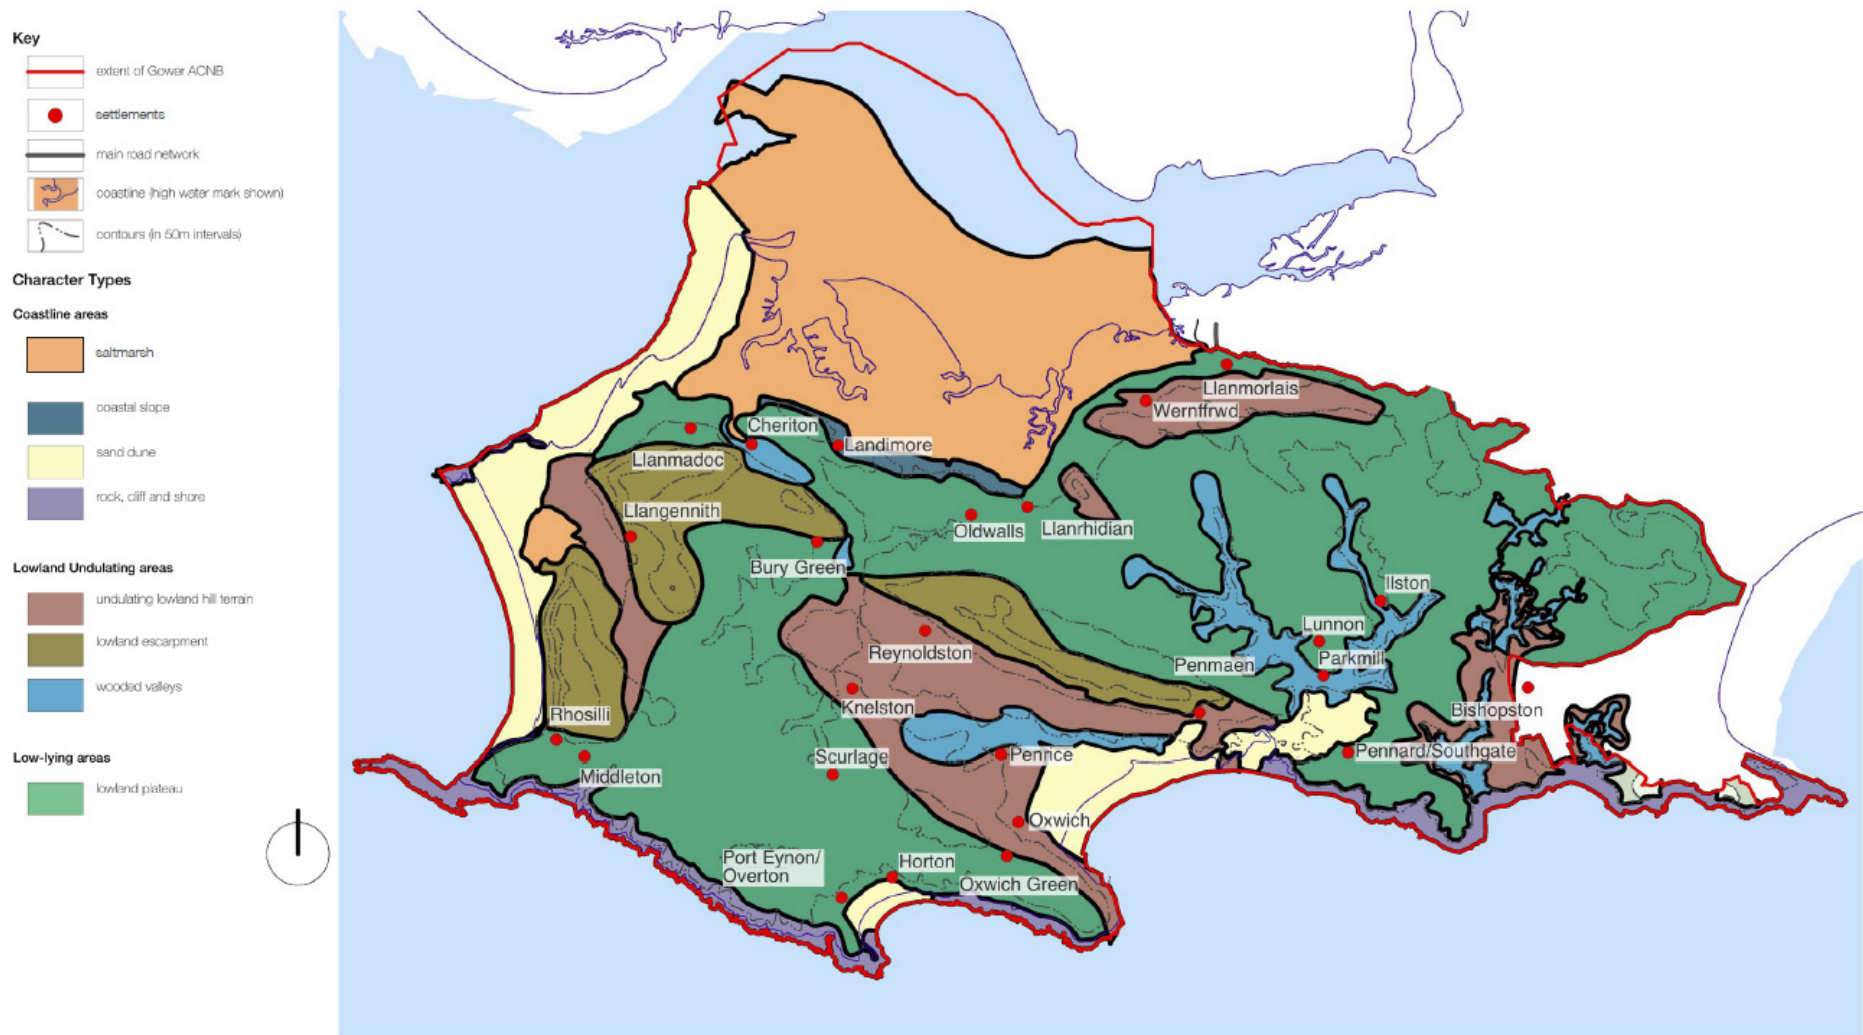 Key
extent of Gower AONB
settlements
main road network
coastline (high water mark shown)
contours (in 50m intervals)
Character Types
Coastline areas
saltmarsh
coastal slope
sand dune
rock, cliff and shore
Lowland Undulating areas
undulating lowland hill terrain
lowland escarpment
wooded valleys
Low-lying areas
lowland plateau
Llanmorlais
Wernffrwd
Cheriton
Landimore
Llanmadoc
Llangennith
Oldwalls
Llanrhidian
Bury Green
Ilston
Lunnon
Reynoldston
Penmaen
Parkmill
Knelston
Rhosilli
Bishopston
Scurlage
Penrice
Pennard/Southgate
Middleton
Oxwich
Port Eynon/
Overton
Horton
Oxwich Green